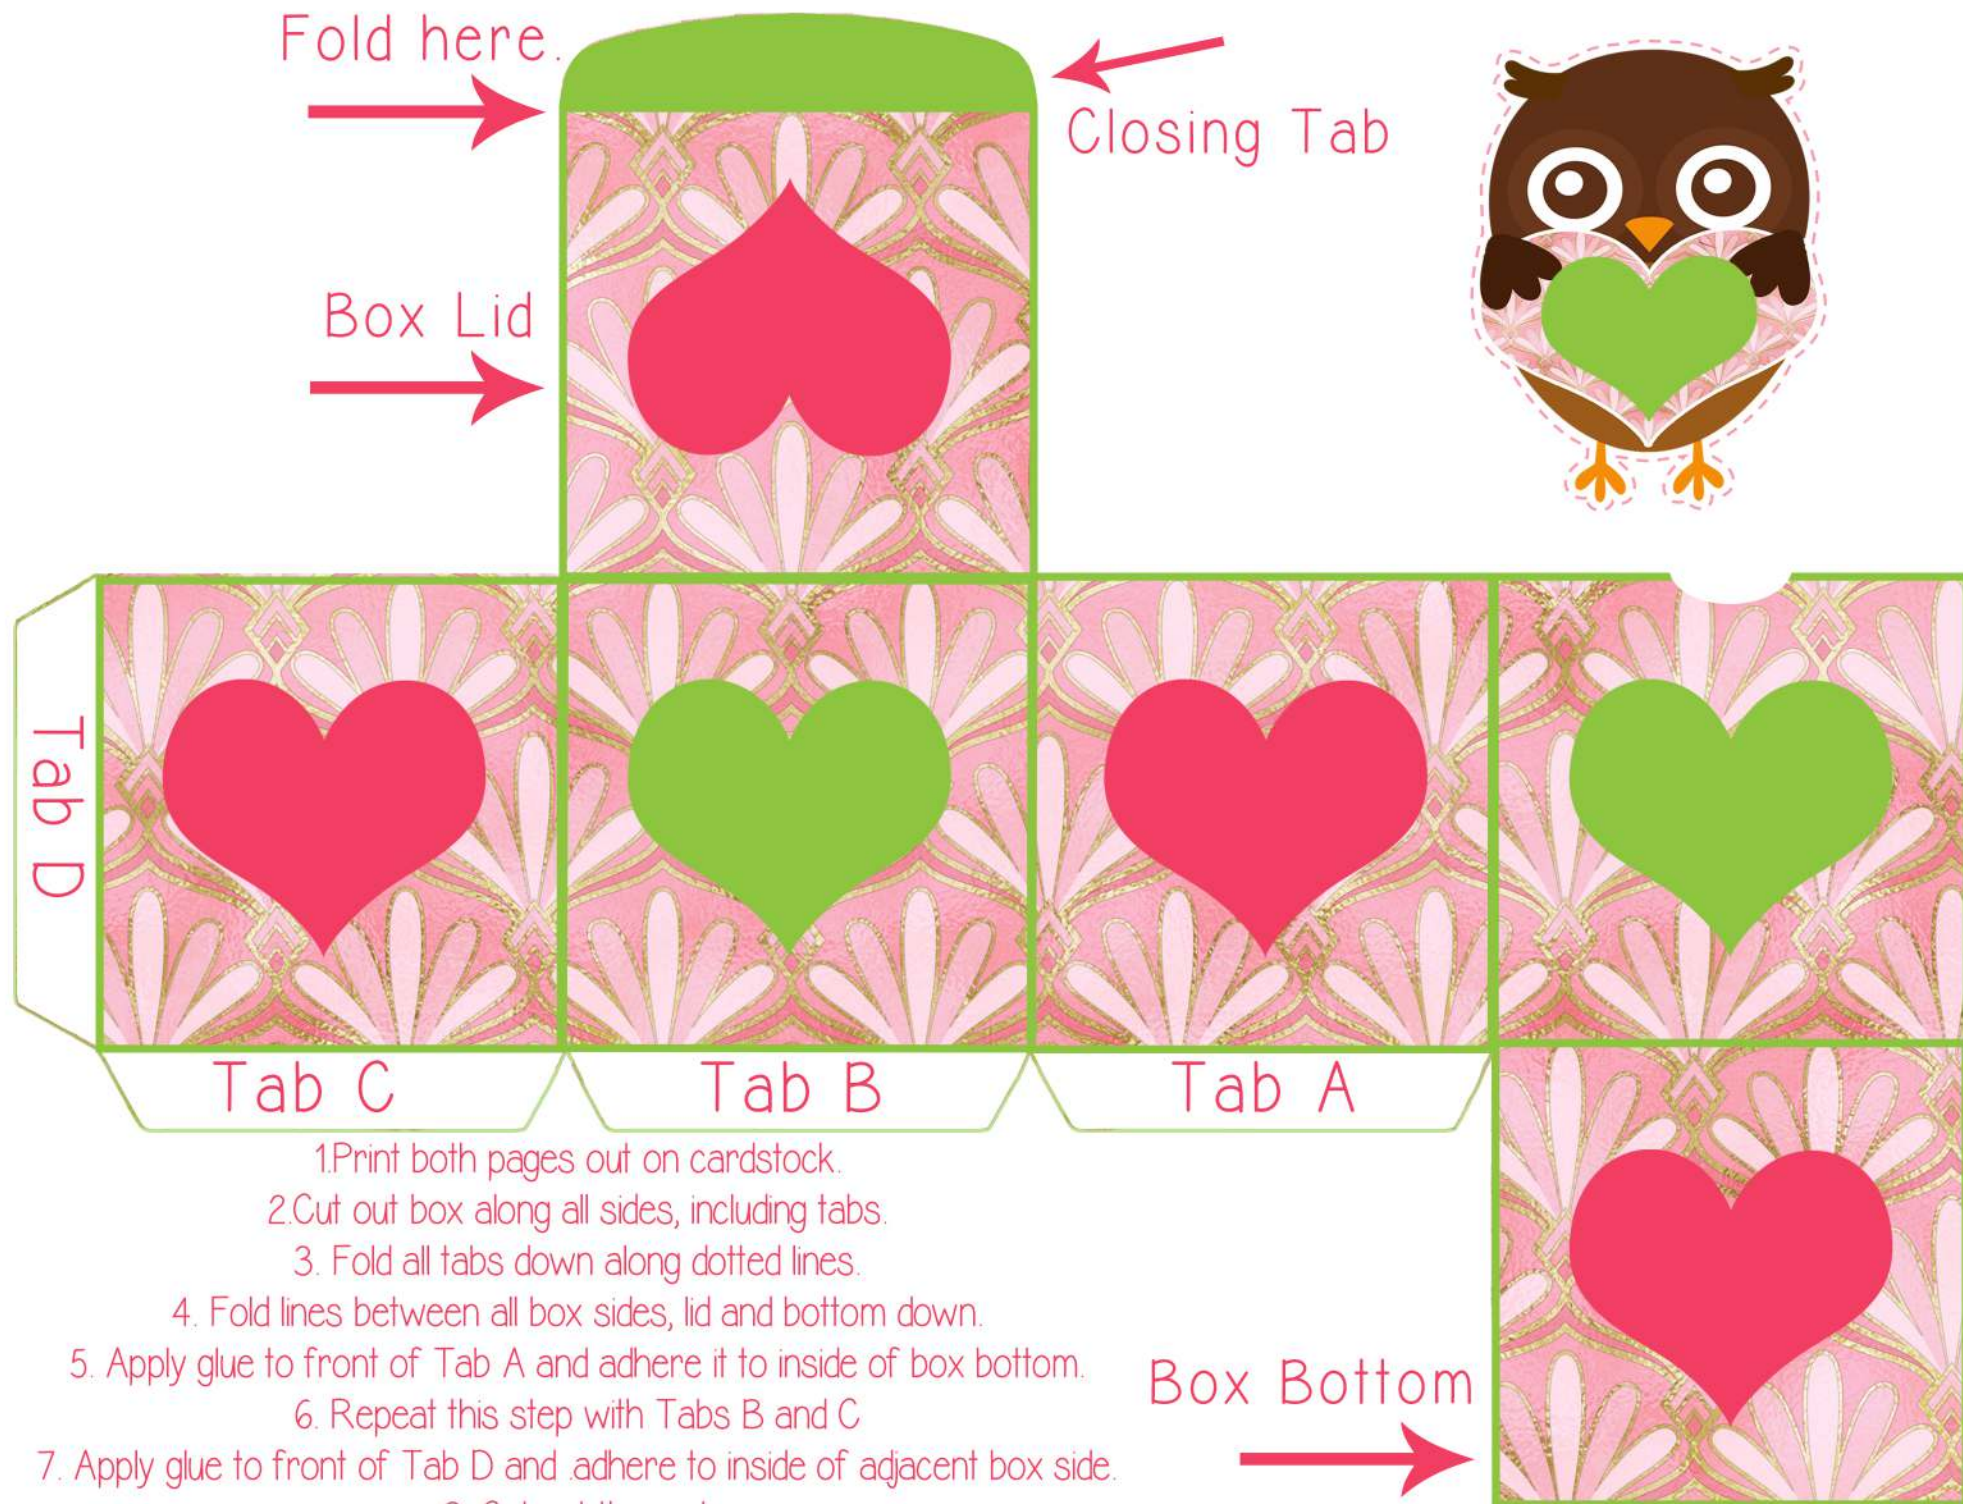 Fold here.
Closing Tab
Box Lid
Tab D
Tab C
Tab B
Tab A
1.Print both pages out on cardstock.
2.Cut out box along all sides, including tabs.
3. Fold all tabs down along dotted lines.
4. Fold lines between all box sides, lid and bottom down.
5. Apply glue to front of Tab A and adhere it to inside of box bottom.
6. Repeat this step with Tabs B and C
7. Apply glue to front of Tab D and .adhere to inside of adjacent box side.
Box Bottom